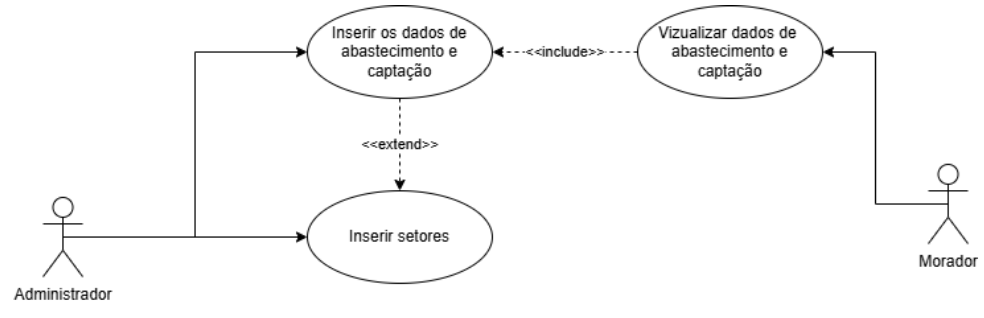 Inserir os dados de
abastecimento e
captação
<<include>>
Vizualizar dados de
abastecimento e
captação
<<extend>>
Inserir setores
Administrador
Morador